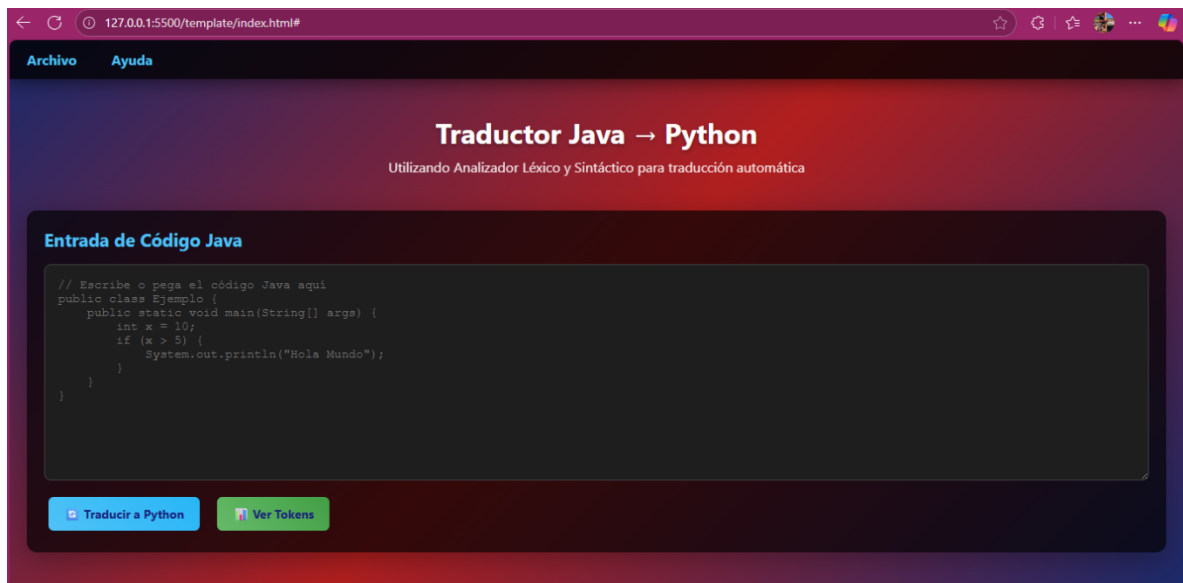 127.0.0.1:5500/template/index.html#
Archivo Ayuda
Traductor Java → Python
Utilizando Analizador Léxico y Sintáctico para traducción automática
Entrada de Código Java
// Escribe o pega el código Java aquí
public class Ejemplo {
    public static void main(String[] args) {
        int x = 10;
        if (x > 5) {
            System.out.println("Hola Mundo");
        }
    }
}
Traducir a Python Ver Tokens